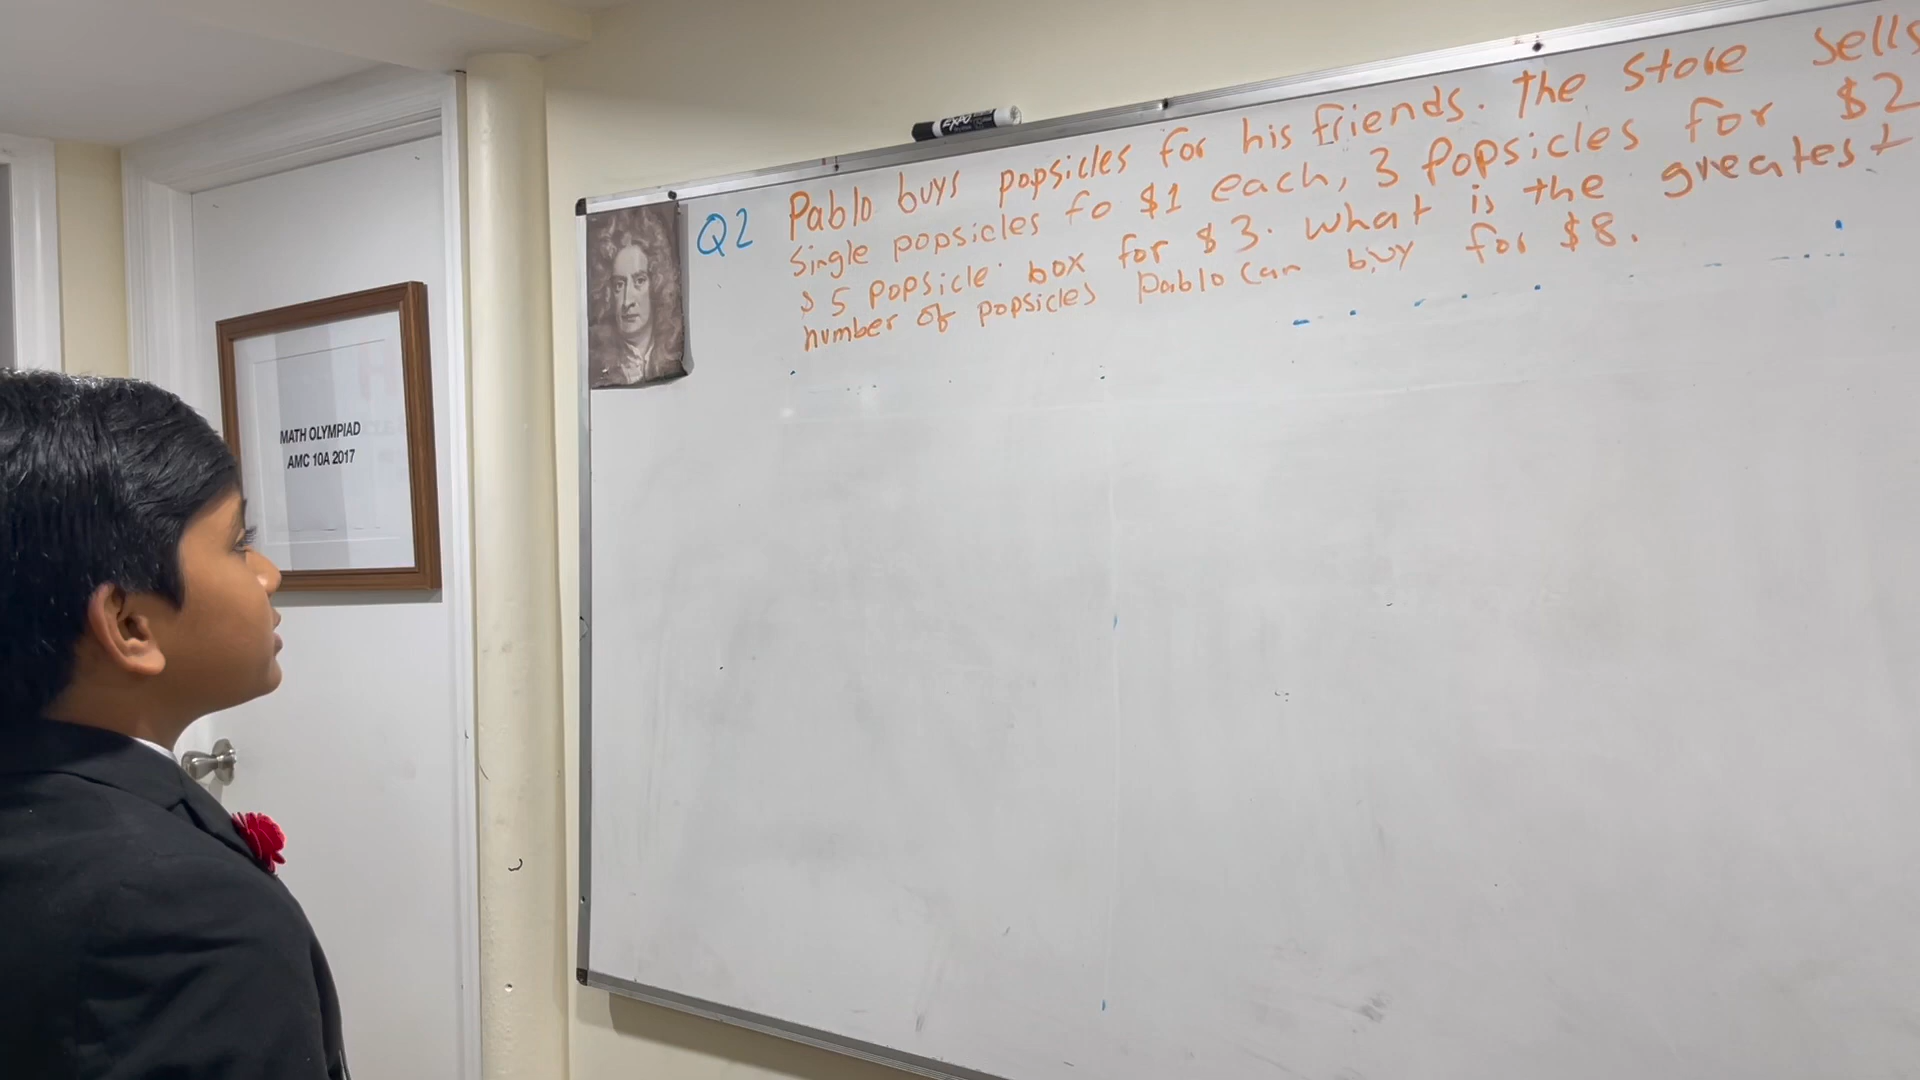 EXPO
Q2 Pablo buys popsicles for his friends. The store sells
Single popsicles fo $1 each, 3 Popsicles for $2
$ 5 popsicle box for $3. what is the greatest
number of popsicles Pablo can buy for $8.
MATH OLYMPIAD
AMC 10A 2017